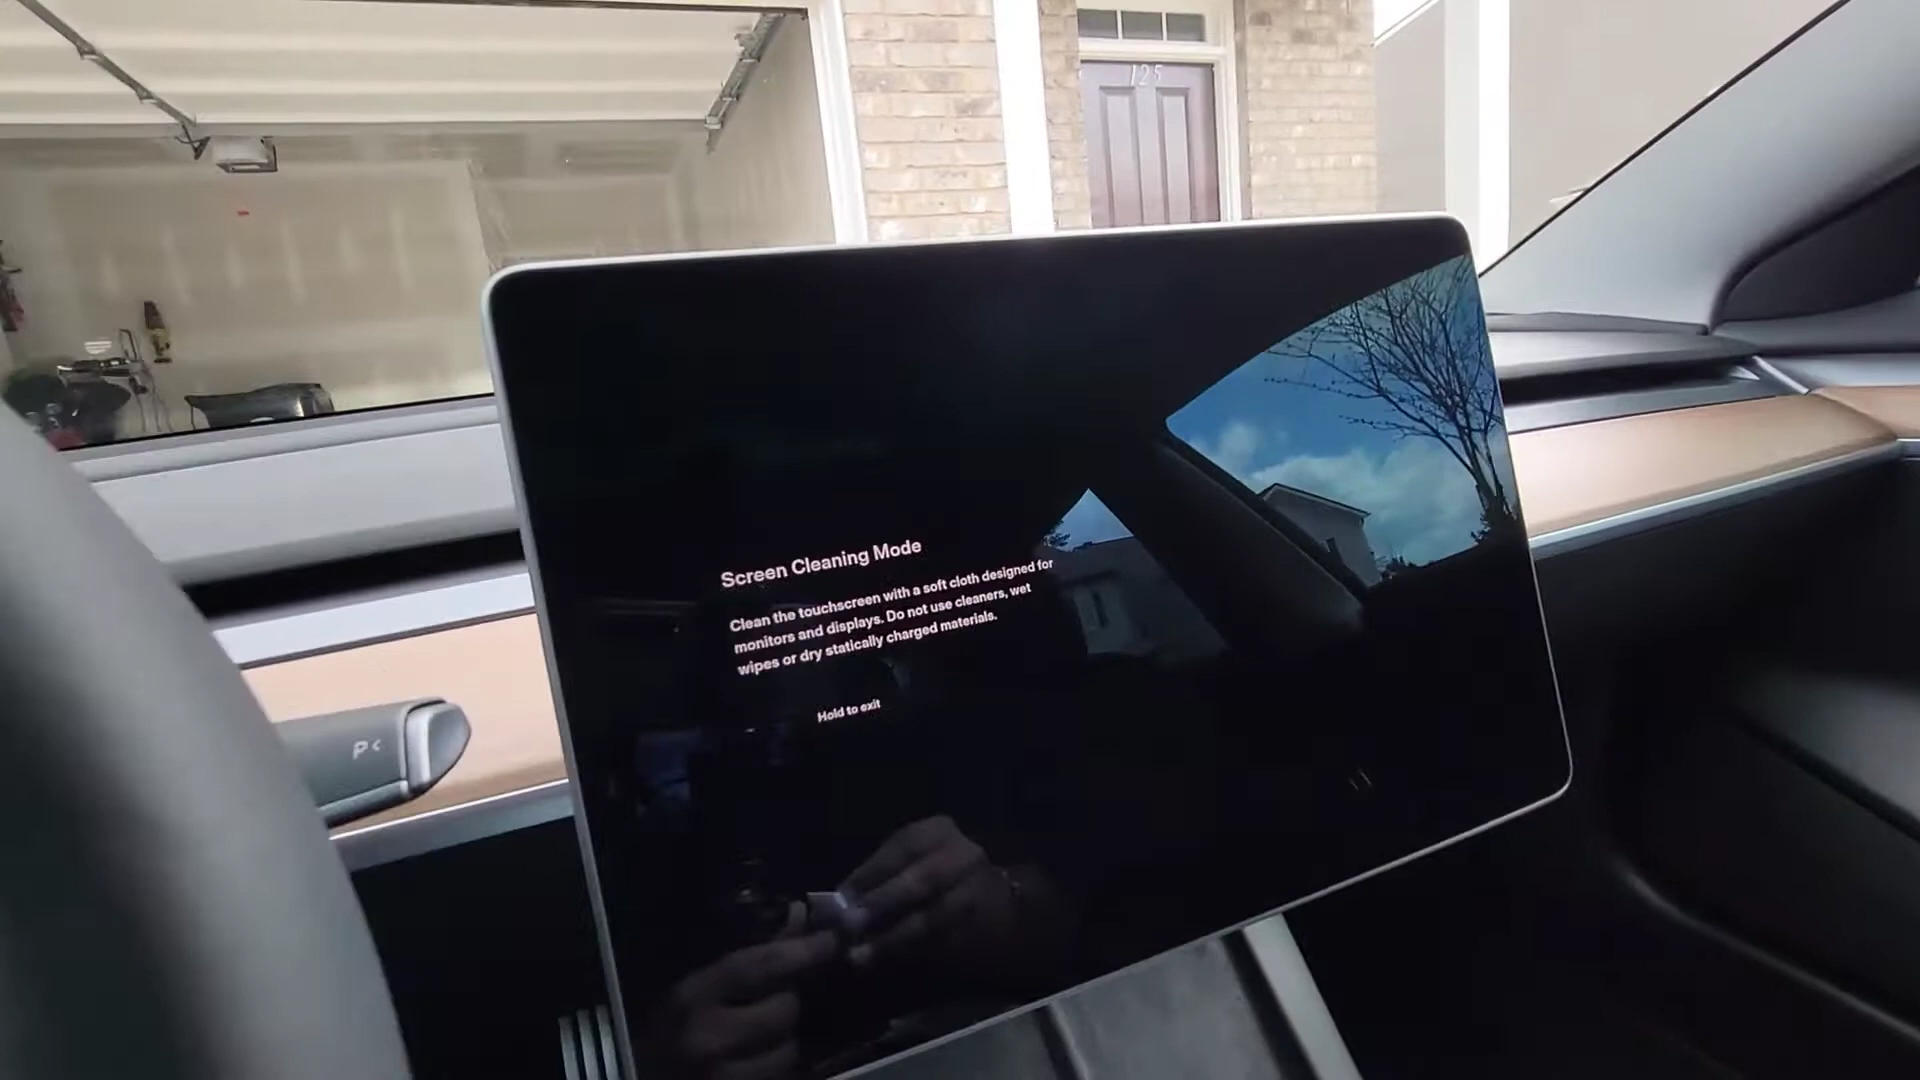 125
Screen Cleaning Mode
Clean the touchscreen with a soft cloth designed for
monitors and displays. Do not use cleaners, wet
wipes or dry statically charged materials.
Hold to exit
P<